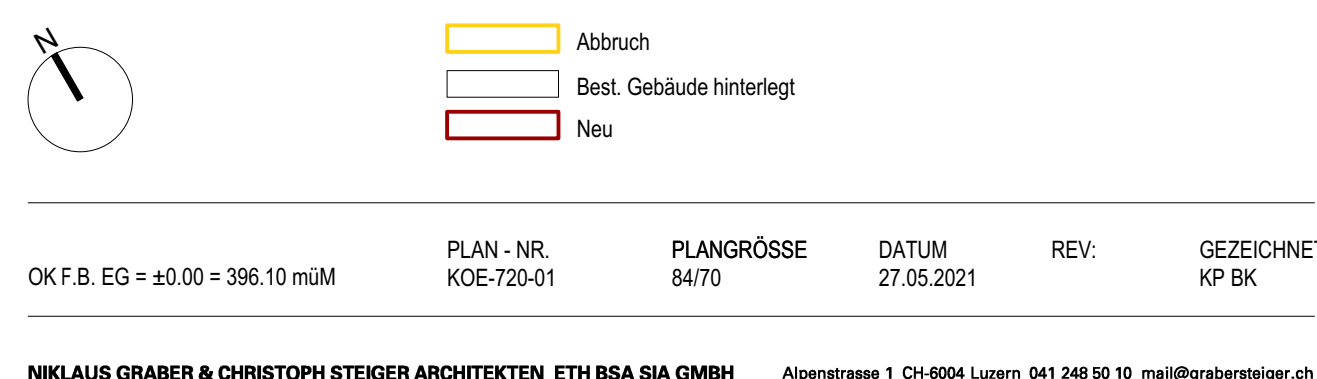 N
Abbruch
Best. Gebäude hinterlegt
Neu
OK F.B. EG = ±0.00 = 396.10 müM
PLAN - NR. PLANGRÖSSE DATUM REV: GEZEICHNET
KOE-720-01 84/70 27.05.2021 KP BK
NIKLAUS GRABER & CHRISTOPH STEIGER ARCHITEKTEN ETH BSA SIA GMBH Alpenstrasse 1 CH-6004 Luzern 041 248 50 10 mail@grabersteiger.ch